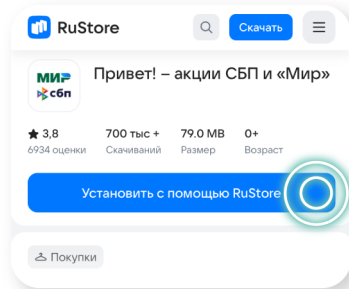 RuStore
Скачать
МИР
сбп
Привет! – акции СБП и «Мир»
★ 3,8
6934 оценки
700 тыс +
Скачиваний
79.0 MB
Размер
0+
Возраст
Установить с помощью RuStore
Покупки